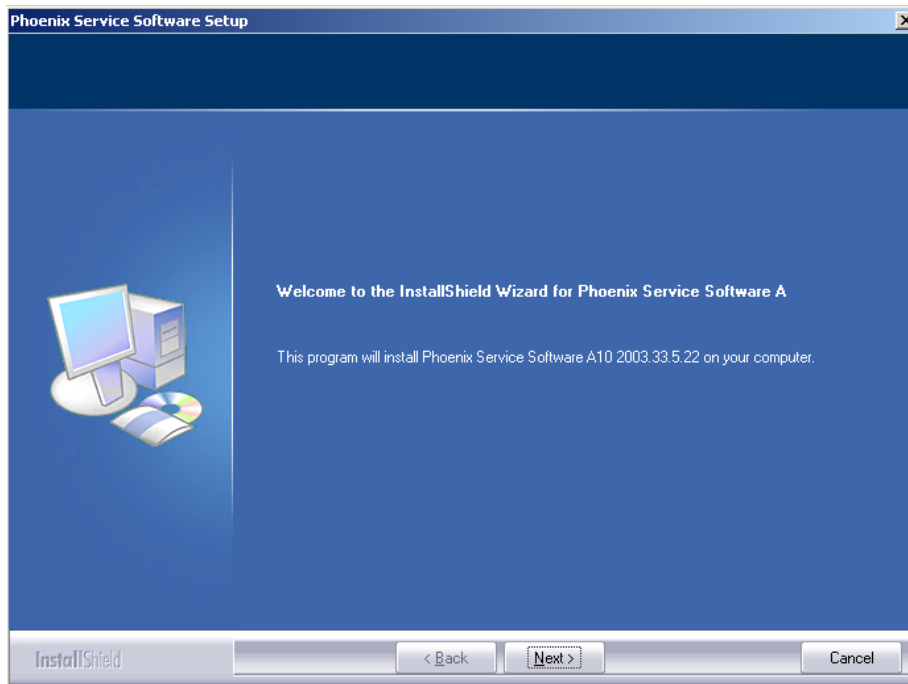 Phoenix Service Software Setup
Welcome to the InstallShield Wizard for Phoenix Service Software A
This program will install Phoenix Service Software A10 2003.33.5.22 on your computer.
InstallShield
< Back
Next >
Cancel